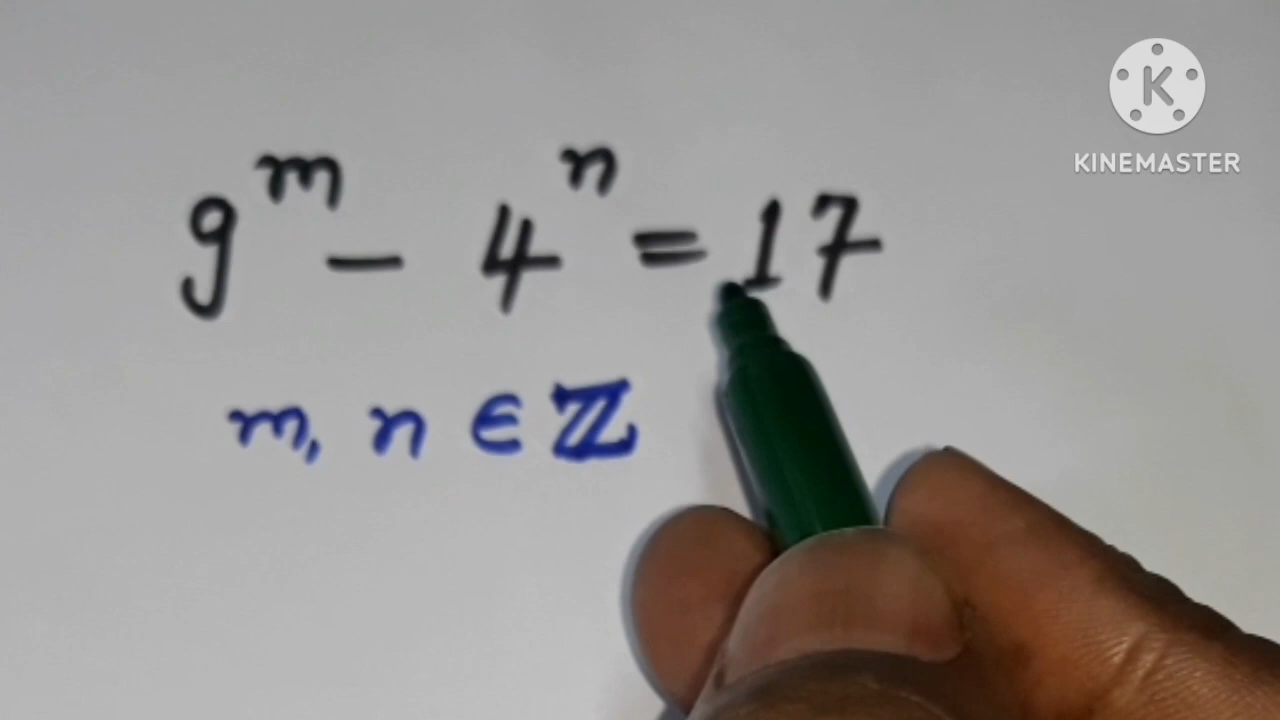 9^m - 4^n = 17
m, n ∈ ℤ
K
KINEMASTER